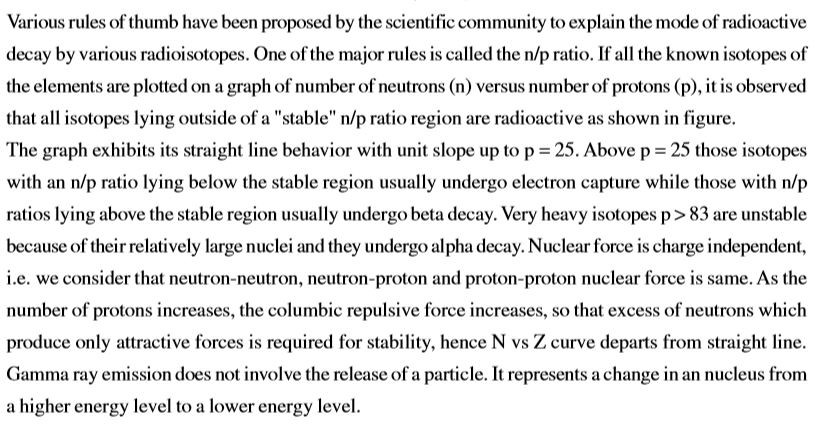 Various rules of thumb have been proposed by the scientific community to explain the mode of radioactive
decay by various radioisotopes. One of the major rules is called the n/p ratio. If all the known isotopes of
the elements are plotted on a graph of number of neutrons (n) versus number of protons (p), it is observed
that all isotopes lying outside of a "stable" n/p ratio region are radioactive as shown in figure.
The graph exhibits its straight line behavior with unit slope up to p = 25. Above p = 25 those isotopes
with an n/p ratio lying below the stable region usually undergo electron capture while those with n/p
ratios lying above the stable region usually undergo beta decay. Very heavy isotopes p > 83 are unstable
because of their relatively large nuclei and they undergo alpha decay. Nuclear force is charge independent,
i.e. we consider that neutron-neutron, neutron-proton and proton-proton nuclear force is same. As the
number of protons increases, the columbic repulsive force increases, so that excess of neutrons which
produce only attractive forces is required for stability, hence N vs Z curve departs from straight line.
Gamma ray emission does not involve the release of a particle. It represents a change in an nucleus from
a higher energy level to a lower energy level.